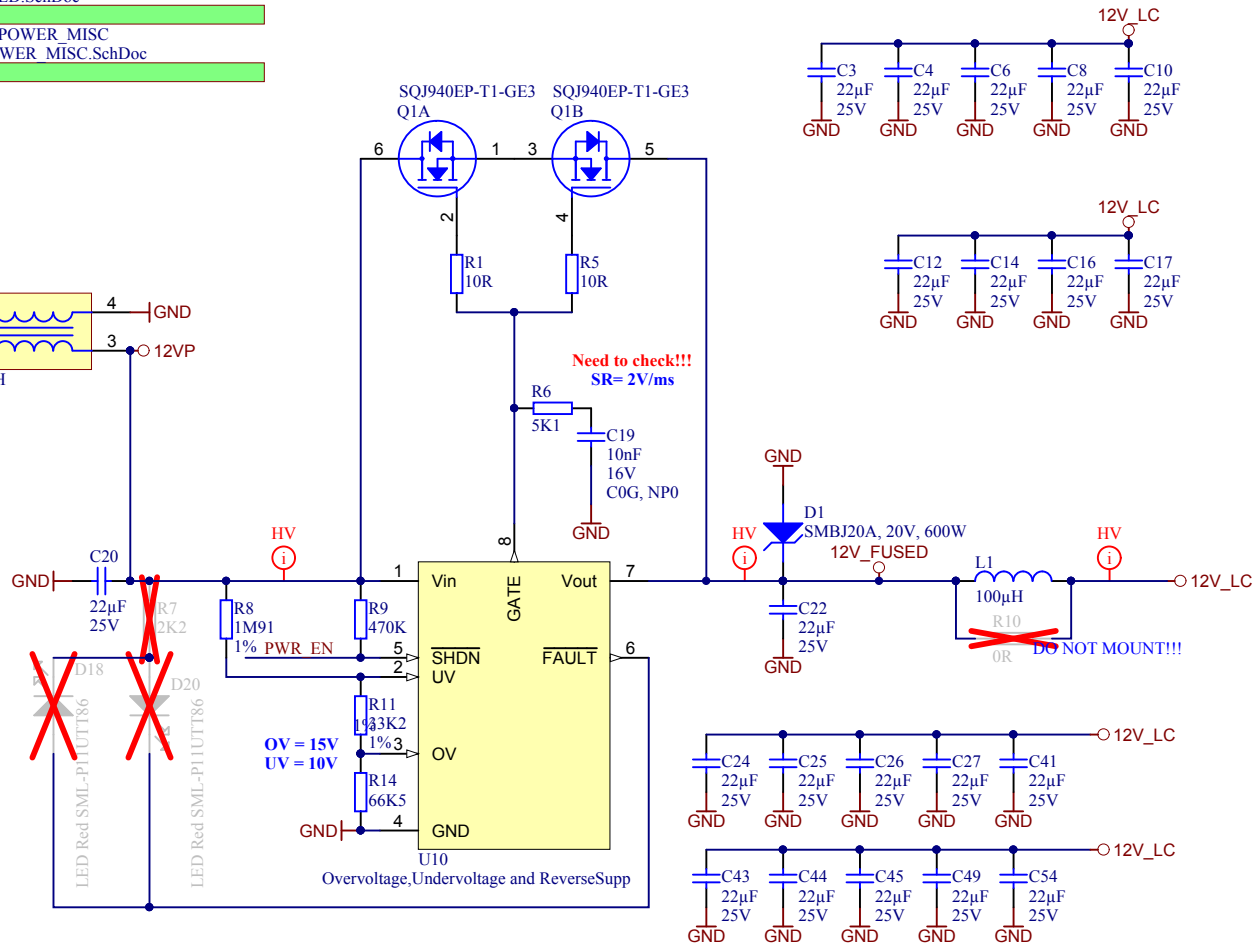 POWER_MISC
WER_MISC.SchDoc
12V_LC
C3
22µF
25V
GND
C4
22µF
25V
GND
C6
22µF
25V
GND
C8
22µF
25V
GND
C10
22µF
25V
GND
SQJ940EP-T1-GE3
Q1A
SQJ940EP-T1-GE3
Q1B
6
1
3
5
2
4
R1
10R
R5
10R
12V_LC
C12
22µF
25V
GND
C14
22µF
25V
GND
C16
22µF
25V
GND
C17
22µF
25V
GND
4
GND
3
12VP
H
Need to check!!!
SR= 2V/ms
R6
5K1
C19
10nF
16V
C0G, NP0
GND
8
GND
D1
SMBJ20A, 20V, 600W
12V_FUSED
HV
i
HV
i
HV
i
GND
C20
22µF
25V
R7
2K2
R8
1M91
1%
R9
470K
PWR_EN
1
Vin
Vout
7
GATE
5
SHDN
FAULT
6
2
UV
3
OV
4
GND
U10
Overvoltage,Undervoltage and ReverseSupp
R11
33K2
1%
1%
R14
66K5
GND
OV = 15V
UV = 10V
D18
LED Red SML-P11UTT86
D20
LED Red SML-P11UTT86
C22
22µF
25V
GND
L1
100µH
R10
0R
DO NOT MOUNT!!!
12V_LC
12V_LC
C24
22µF
25V
GND
C25
22µF
25V
GND
C26
22µF
25V
GND
C27
22µF
25V
GND
C41
22µF
25V
GND
12V_LC
C43
22µF
25V
GND
C44
22µF
25V
GND
C45
22µF
25V
GND
C49
22µF
25V
GND
C54
22µF
25V
GND